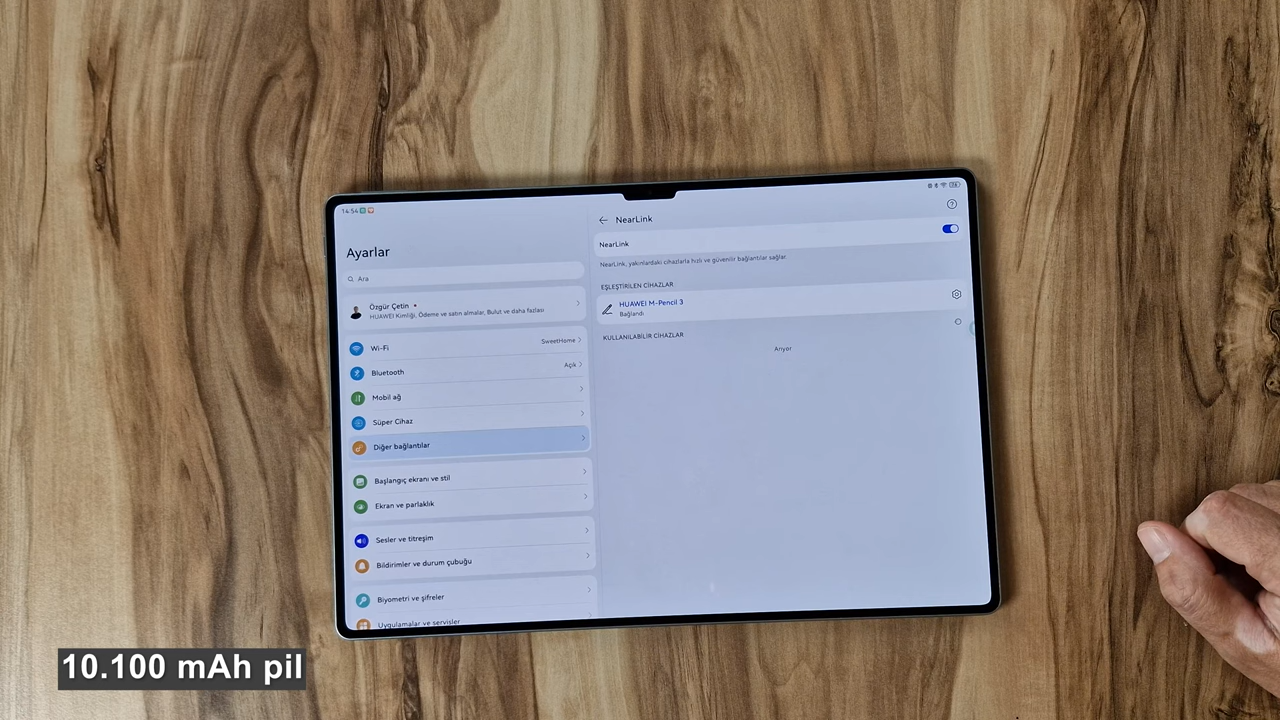 14:54
Ayarlar
Ara
Özgür Çetin
HUAWEI Kimliği, Ödeme ve satın almalar, Bulut ve daha fazlası
Wi-Fi
SweetHome
Bluetooth
Açık
Mobil ağ
Süper Cihaz
Diğer bağlantılar
Başlangıç ekranı ve stil
Ekran ve parlaklık
Sesler ve titreşim
Bildirimler ve durum çubuğu
Biyometri ve şifreler
Uygulamalar ve servisler
NearLink
NearLink
NearLink, yakınlardaki cihazlarla hızlı ve güvenilir bağlantılar sağlar.
EŞLEŞTİRİLEN CİHAZLAR
HUAWEI M-Pencil 3
Bağlandı
KULLANILABİLİR CİHAZLAR
Arıyor
10.100 mAh pil